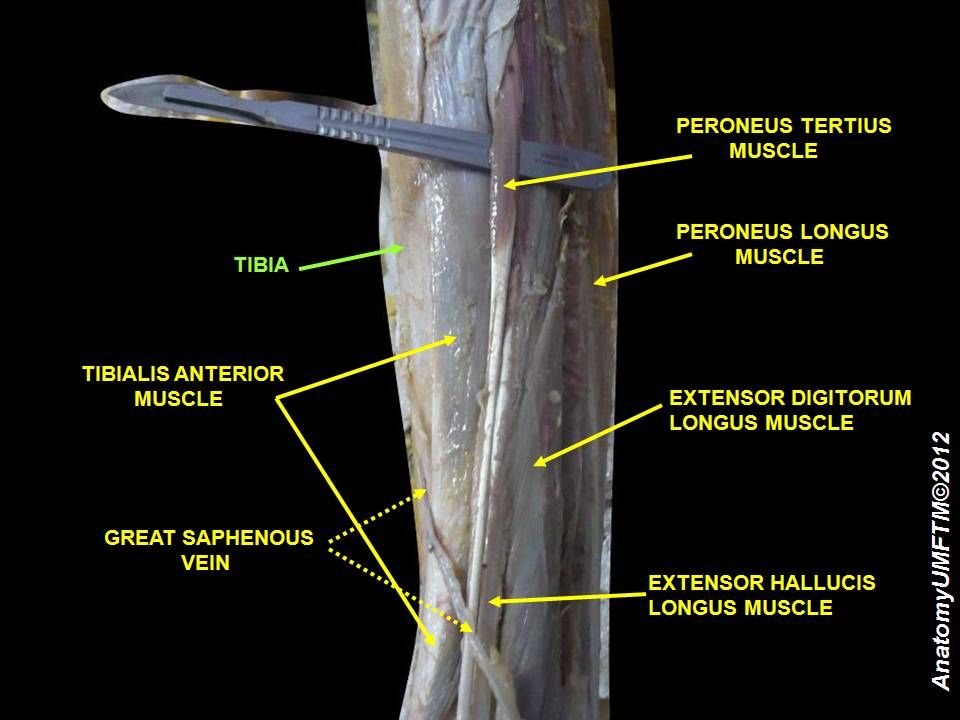 PERONEUS TERTIUS
MUSCLE
PERONEUS LONGUS
MUSCLE
TIBIA
TIBIALIS ANTERIOR
MUSCLE
EXTENSOR DIGITORUM
LONGUS MUSCLE
GREAT SAPHENOUS
VEIN
EXTENSOR HALLUCIS
LONGUS MUSCLE
AnatomyUMFTM©2012